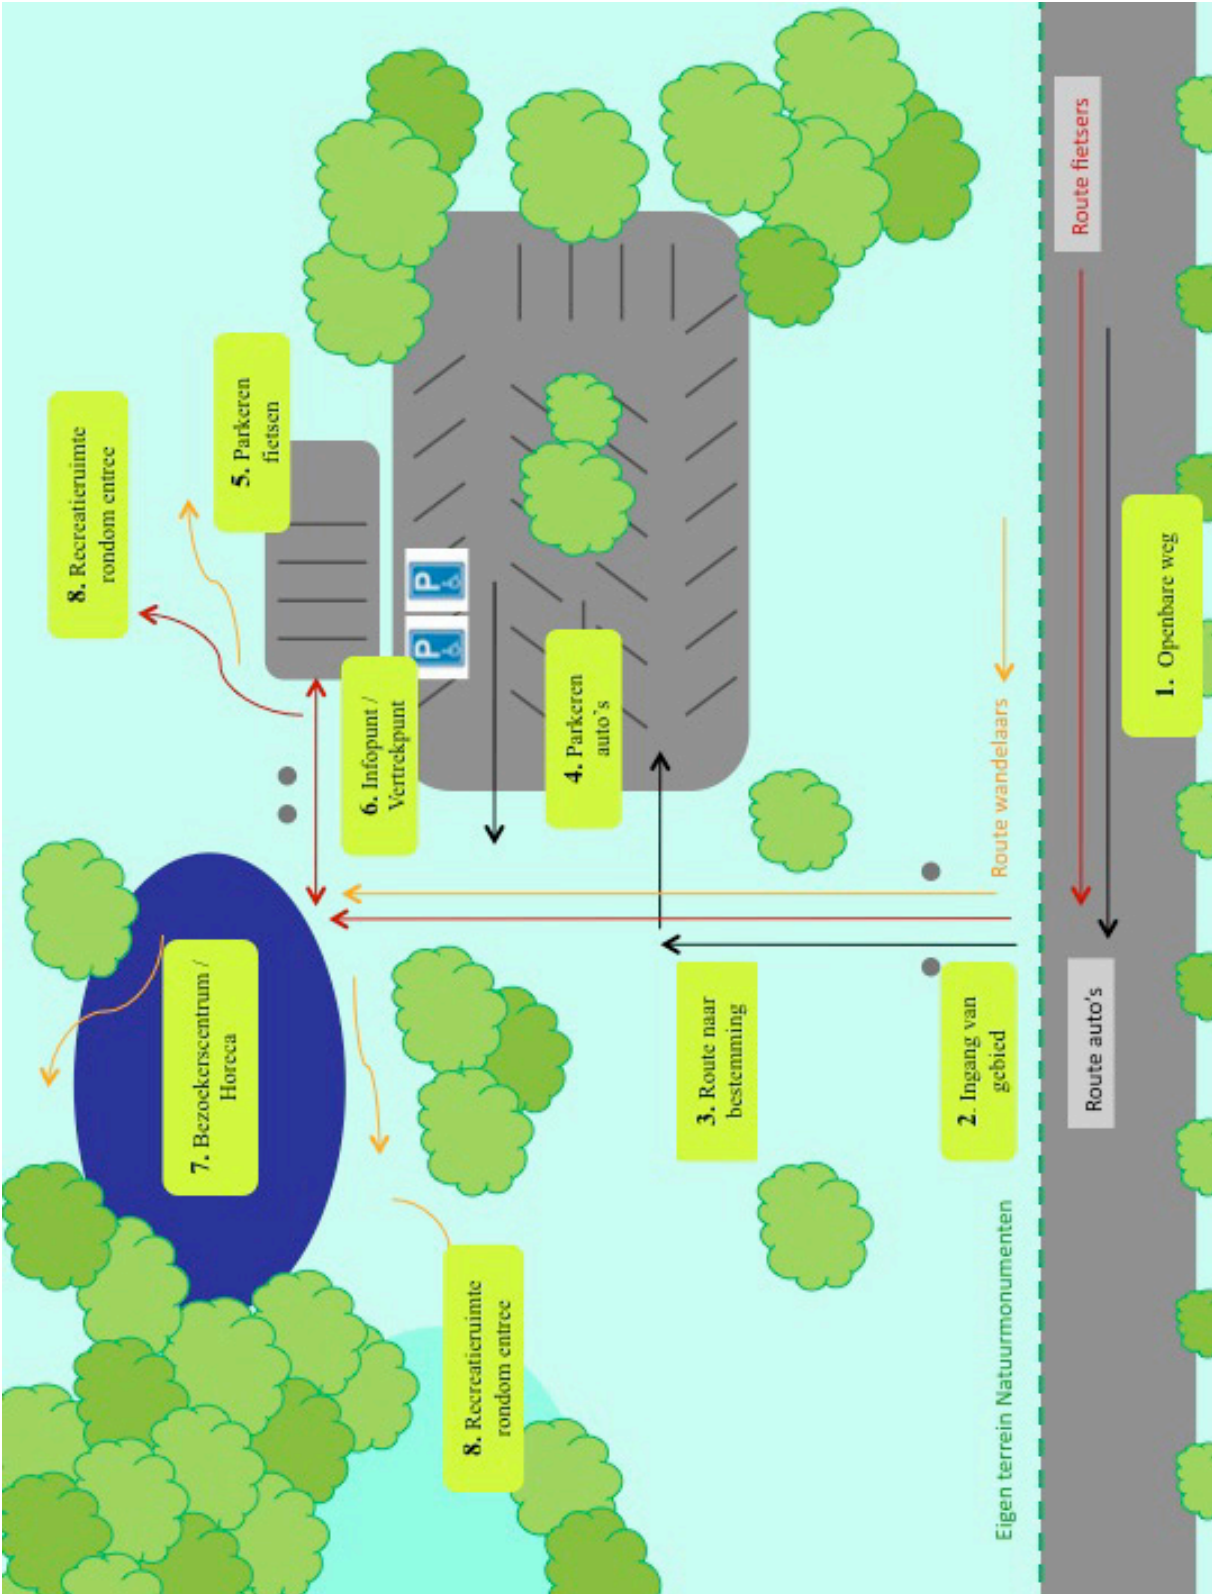 8. Recreatieruimte
rondom entree
5. Parkeren
fietsen
7. Bezoekerscentrum /
Horeca
6. Infopunt /
Vertrekpunt
P
P
8. Recreatieruimte
rondom entree
4. Parkeren
auto`s
3. Route naar
bestemming
2. Ingang van
gebied
Route wandelaars
Eigen terrein Natuurmonumenten
Route fietsers
Route auto’s
1. Openbare weg